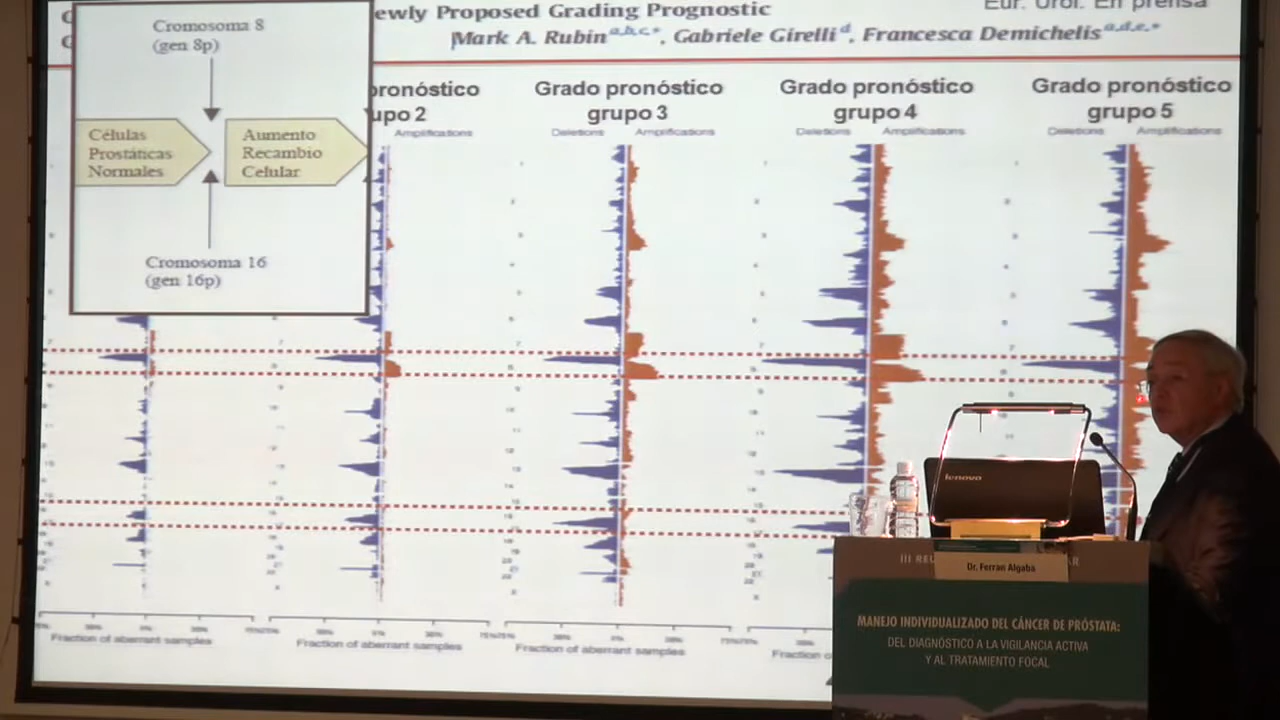 ewly Proposed Grading Prognostic
Eur. Urol. En prensa
Mark A. Rubin a,b,c,*, Gabriele Girelli d, Francesca Demichelis a,d,e,*
Cromosoma 8
(gen 8p)
Células
Prostáticas
Normales
Aumento
Recambio
Celular
Cromosoma 16
(gen 16p)
pronóstico
upo 2
Amplifications
Grado pronóstico
grupo 3
Deletions Amplifications
Grado pronóstico
grupo 4
Deletions Amplifications
Grado pronóstico
grupo 5
Deletions Amplifications
Fraction of aberrant samples
Fraction of aberrant samples
Fraction of aberrant samples
Fraction o
lenovo
III REU
AR
Dr. Ferran Algaba
MANEJO INDIVIDUALIZADO DEL CÁNCER DE PRÓSTATA:
DEL DIAGNÓSTICO A LA VIGILANCIA ACTIVA
Y AL TRATAMIENTO FOCAL